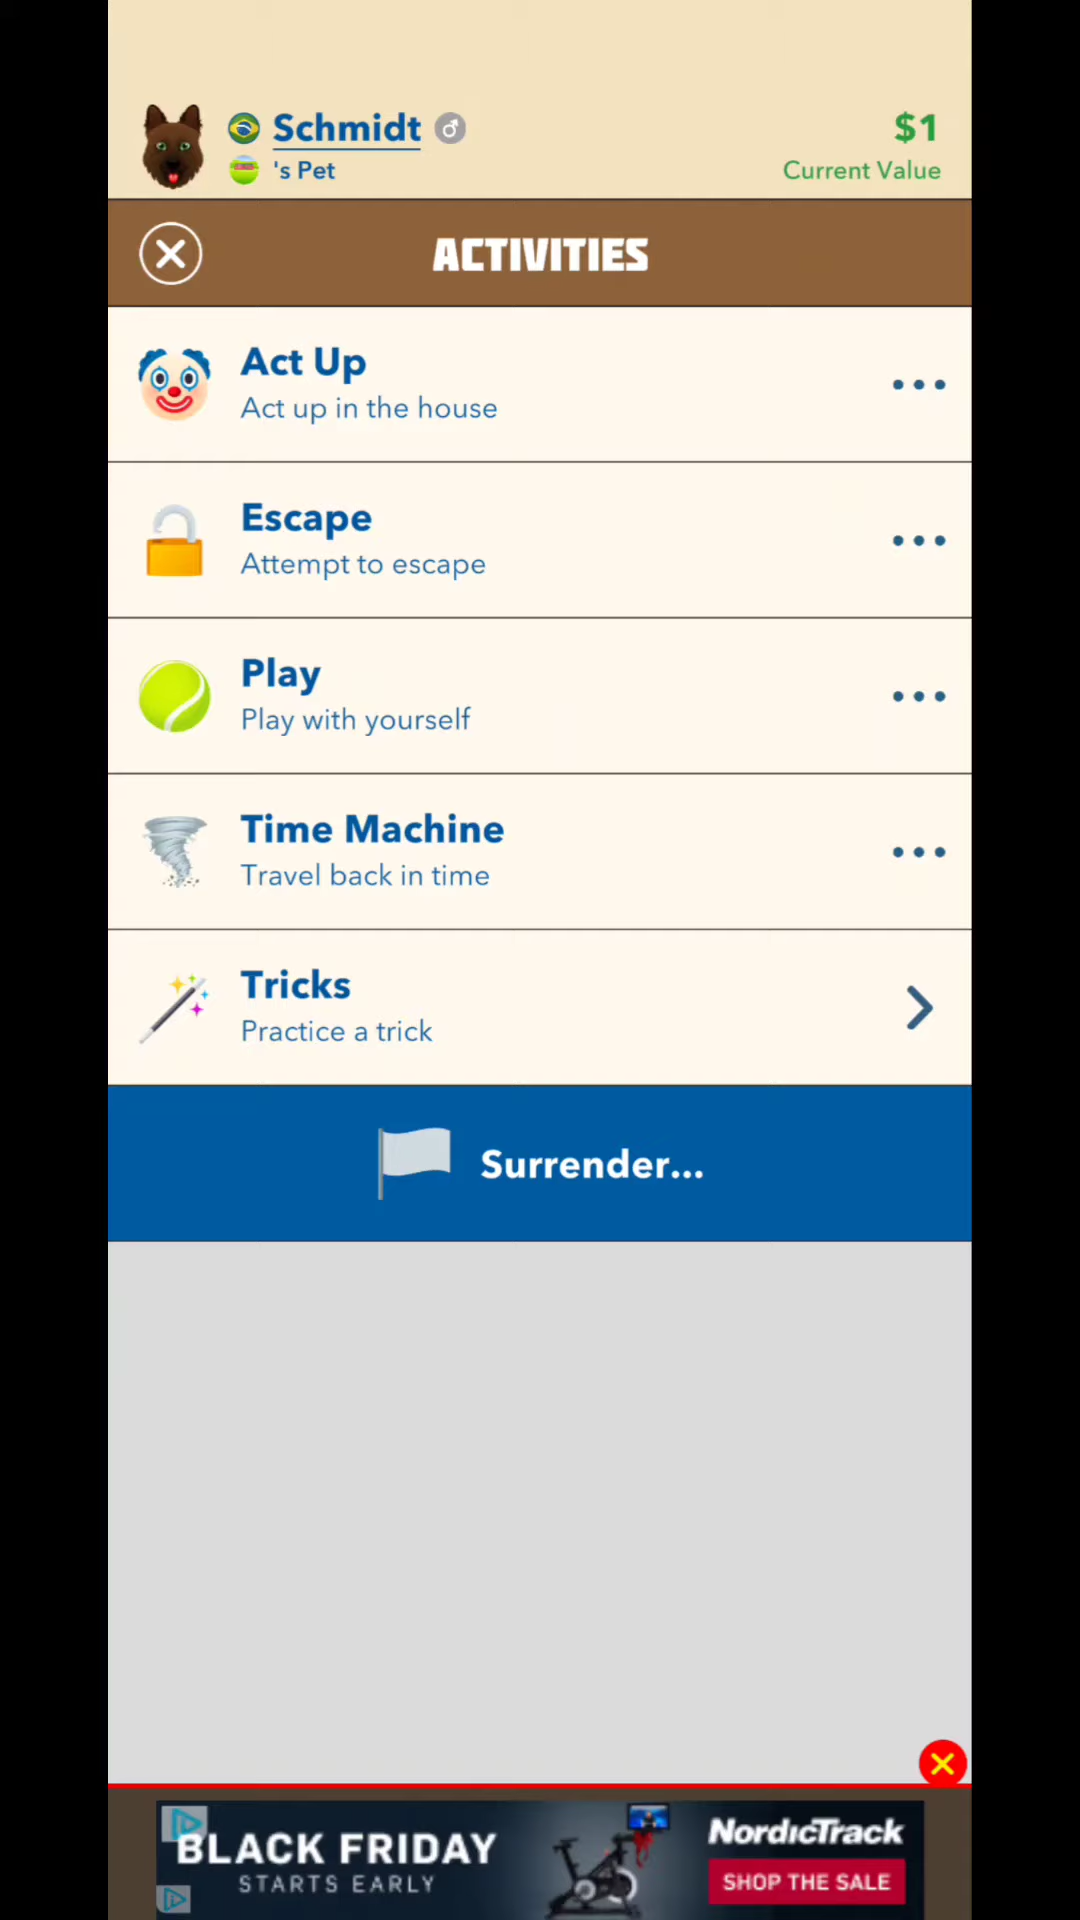 Schmidt
$1
's Pet
Current Value
ACTIVITIES
Act Up
Act up in the house
Escape
Attempt to escape
Play
Play with yourself
Time Machine
Travel back in time
Tricks
Practice a trick
Surrender...
BLACK FRIDAY
STARTS EARLY
NordicTrack
SHOP THE SALE